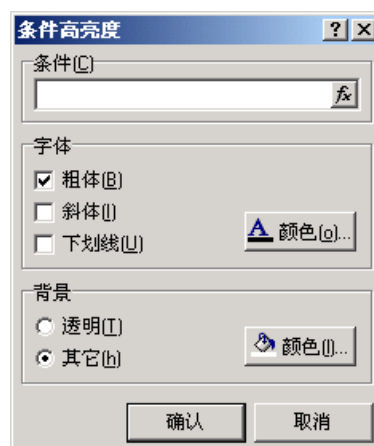 条件高亮度
条件(C)
fx
字体
粗体(B)
斜体(I)
下划线(U)
A 颜色(o)...
背景
透明(T)
其它(h)
颜色(l)...
确认
取消